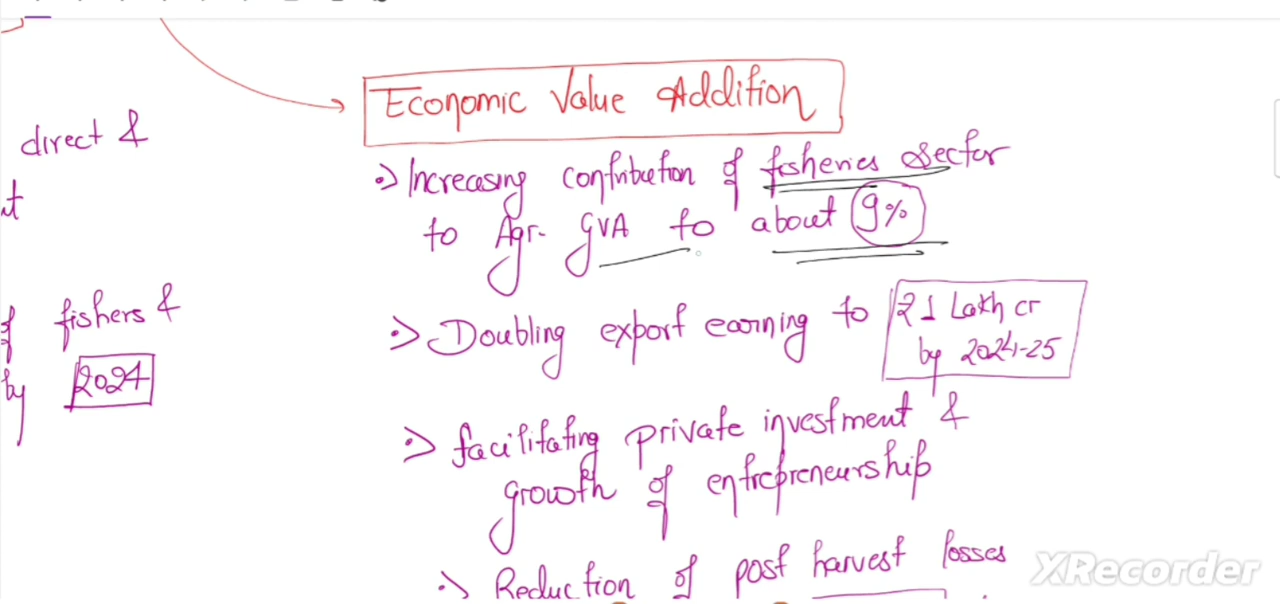 Economic Value Addition
direct &
Increasing contribution of fisheries sector
to Agr. GVA to about 9%
of fishers &
by 2024
Doubling export earning to ₹1 Lakh cr
by 2024-25
facilitating private investment &
growth of entrepreneurship
Reduction of post harvest losses
XRecorder